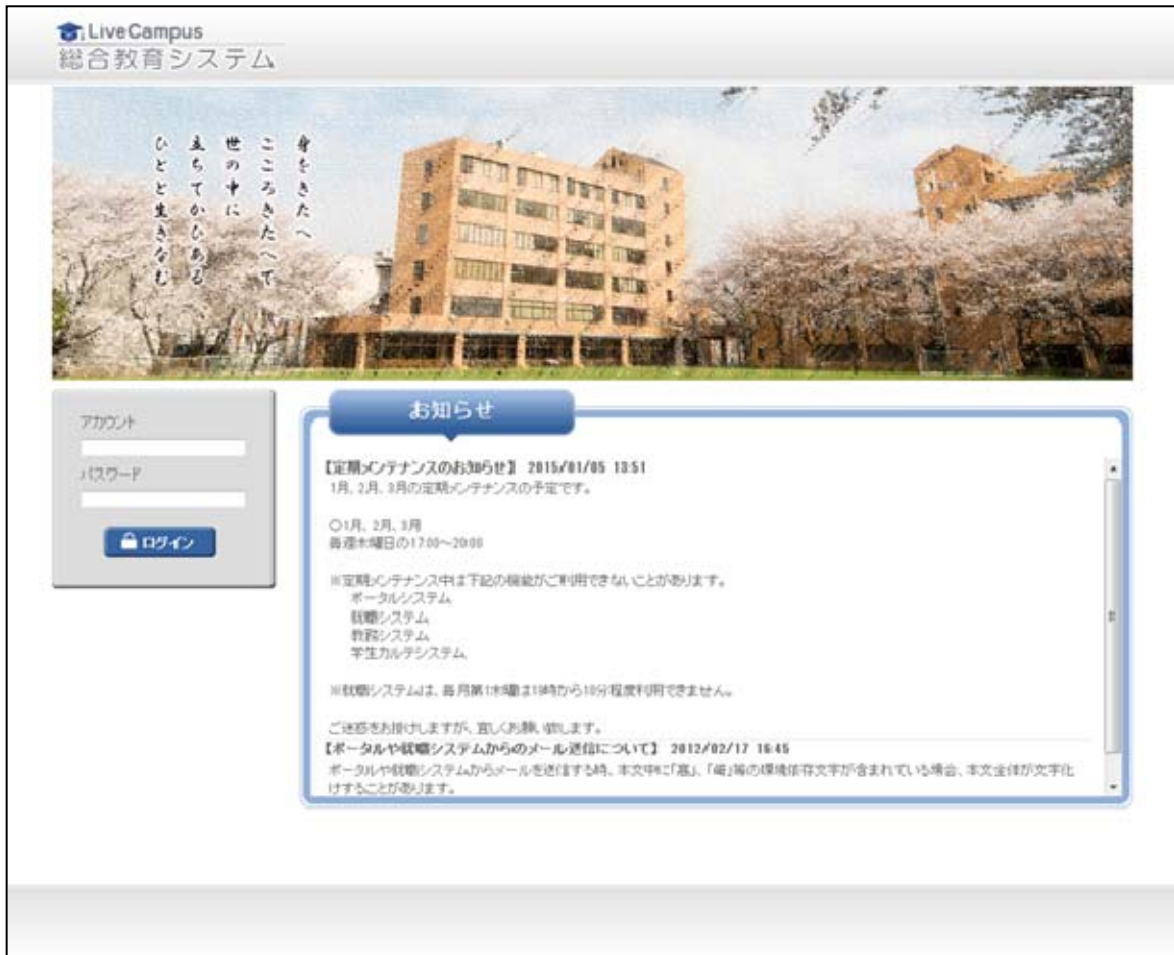 Live Campus
総合教育システム
身をきたへ
こころきたへて
世の中に
立ちてかひある
ひとと生きなむ
アカウント
パスワード
ログイン
お知らせ
【定期メンテナンスのお知らせ】 2015/01/05 13:51
1月、2月、3月の定期メンテナンスの予定です。
○1月、2月、3月
毎週木曜日の17:00～20:00
※定期メンテナンス中は下記の機能がご利用できないことがあります。
ポータルシステム
就職システム
教務システム
学生カルテシステム
※就職システムは、毎月第1木曜は19時から10分程度利用できません。
ご迷惑をお掛けしますが、宜しくお願い致します。
【ポータルや就職システムからのメール送信について】 2012/02/17 16:45
ポータルや就職システムからメールを送信する時、本文中に「髙」、「﨑」等の環境依存文字が含まれている場合、本文全体が文字化
けすることがあります。